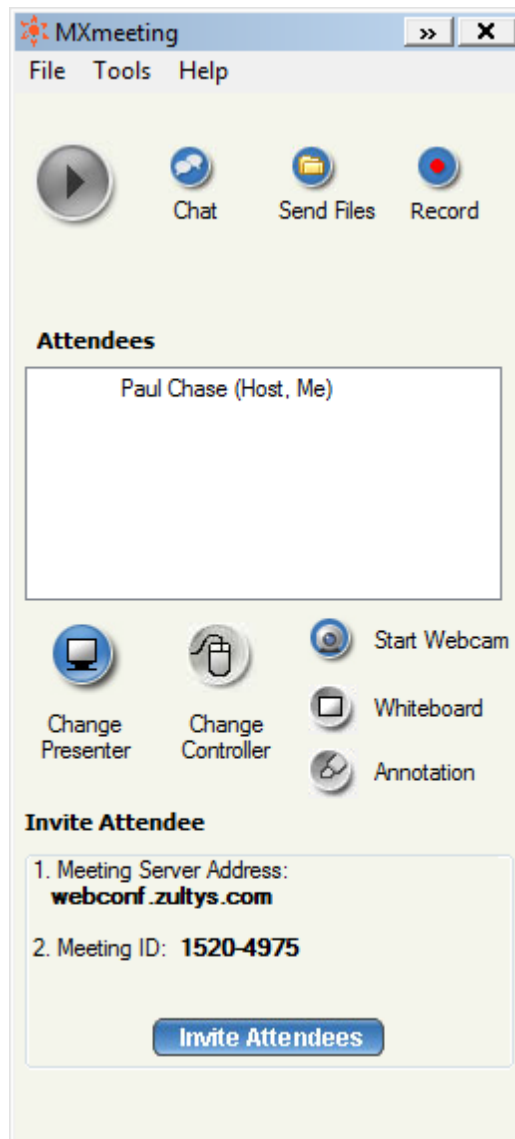 MXmeeting
File Tools Help
Chat Send Files Record
Attendees
Paul Chase (Host, Me)
Start Webcam
Whiteboard
Change Presenter
Change Controller
Annotation
Invite Attendee
1. Meeting Server Address:
webconf.zultys.com
2. Meeting ID: 1520-4975
Invite Attendees